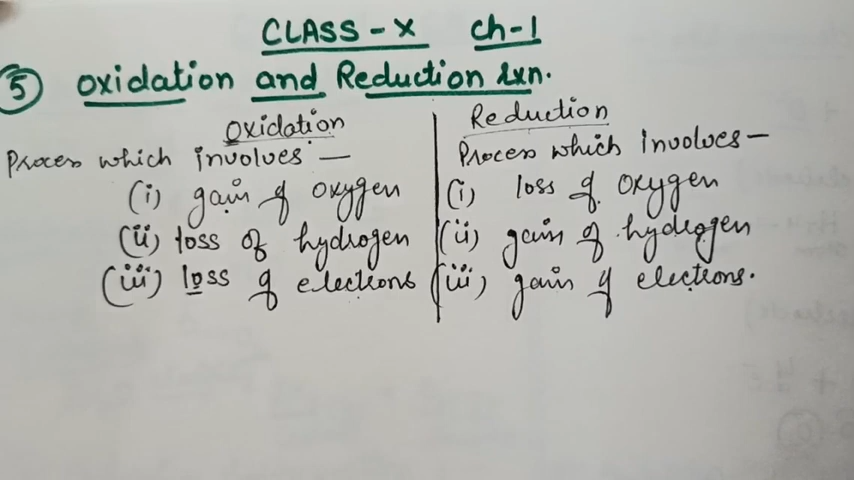 CLASS - X Ch-1
5 Oxidation and Reduction rxn.
Oxidation
Process which involves —
(i) gain of oxygen
(ii) loss of hydrogen
(iii) loss of electrons
Reduction
Process which involves —
(i) loss of oxygen
(ii) gain of hydrogen
(iii) gain of electrons.